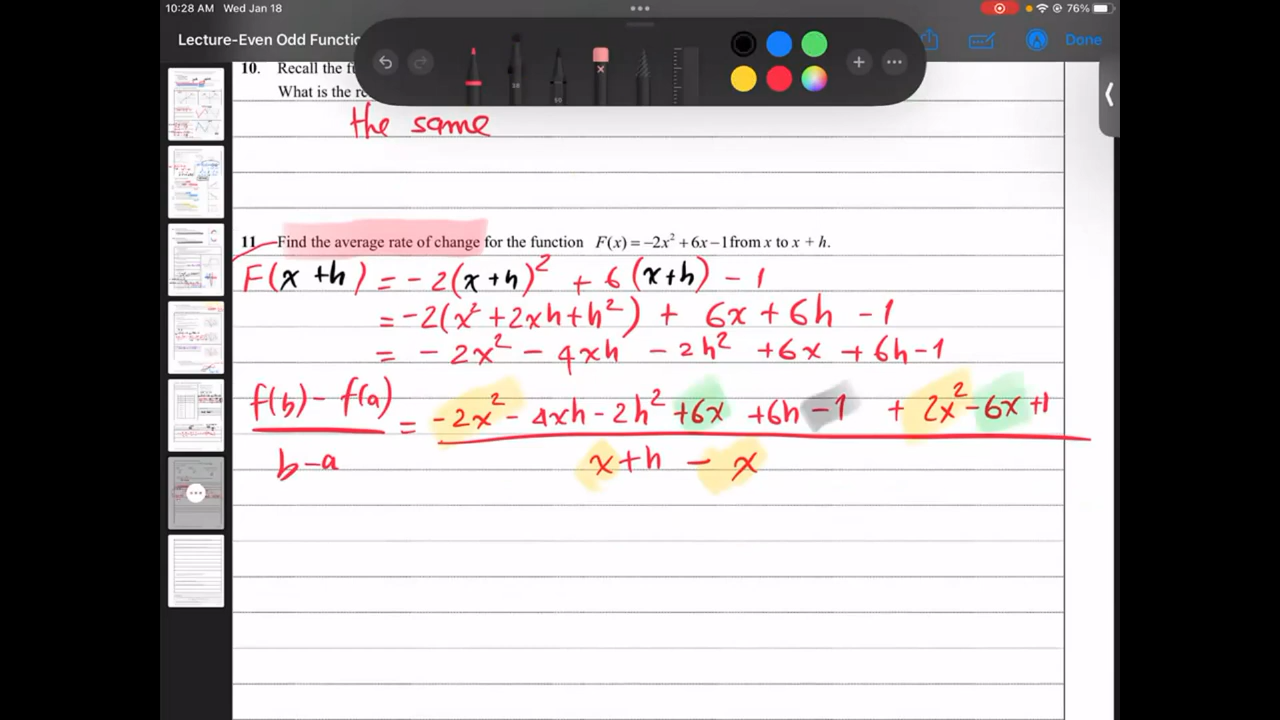 10:28 AM Wed Jan 18
76%
Lecture-Even Odd Functio
Done
10. Recall the f
What is the re
the same
11. Find the average rate of change for the function F(x) = −2x² + 6x − 1 from x to x + h.
F(x + h) = - 2(x + h)² + 6(x+h) - 1
= -2(x² + 2xh + h²) + 6x + 6h - 1
= - 2x² - 4xh - 2h² + 6x + 6h - 1
f(b) - f(a) = -2x² - 4xh - 2h² + 6x + 6h - 1 + 2x² - 6x + 1
b - a x + h - x